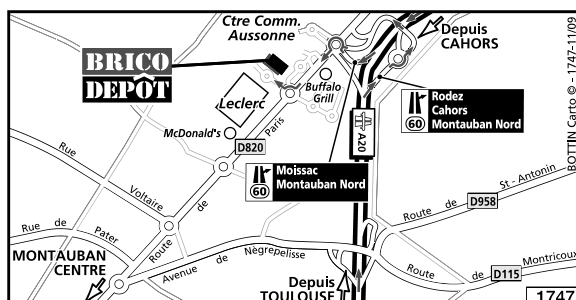 Ctre Comm.
Aussonne
Depuis
CAHORS
BRICO
DEPÔT
Leclerc
Buffalo
Grill
Rodez
Cahors
Montauban Nord
60
McDonald's
Paris
D820
A20
Moissac
Montauban Nord
60
Rue
Voltaire
de
Route
St - Antonin
D958
Route de
Rue de Pater
MONTAUBAN
CENTRE
Avenue de Nègrepelisse
Route de
D115
Montricoux
Depuis
TOULOUSE
1747
BOTTIN Carto © - 1747-11/09